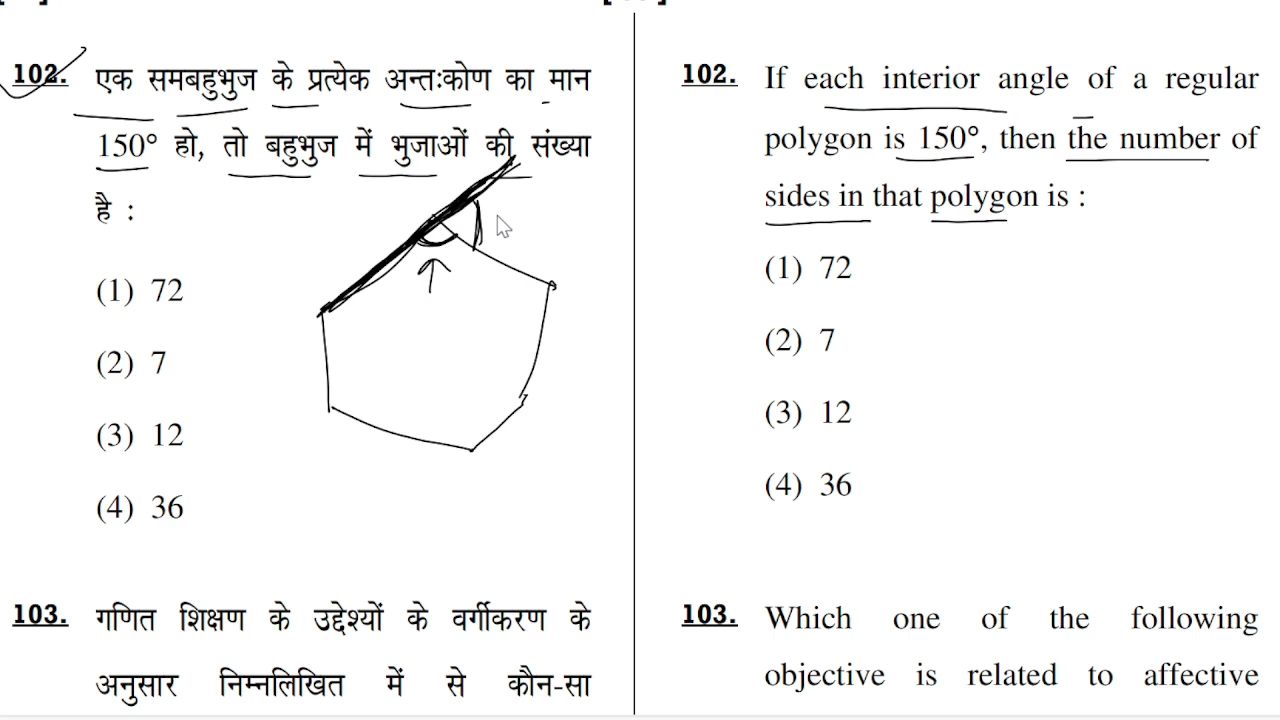 102. एक समबहुभुज के प्रत्येक अन्तःकोण का मान
150° हो, तो बहुभुज में भुजाओं की संख्या
है :
(1) 72
(2) 7
(3) 12
(4) 36
103. गणित शिक्षण के उद्देश्यों के वर्गीकरण के
अनुसार निम्नलिखित में से कौन-सा
102. If each interior angle of a regular
polygon is 150°, then the number of
sides in that polygon is :
(1) 72
(2) 7
(3) 12
(4) 36
103. Which one of the following
objective is related to affective